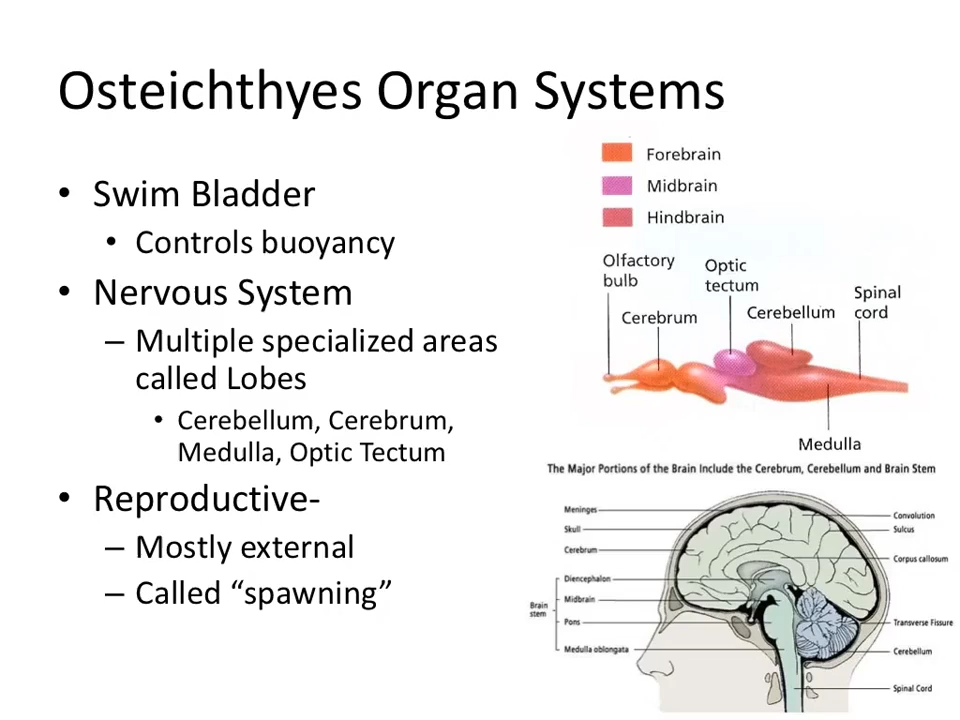 Osteichthyes Organ Systems
• Swim Bladder
• Controls buoyancy
• Nervous System
– Multiple specialized areas
called Lobes
• Cerebellum, Cerebrum,
Medulla, Optic Tectum
• Reproductive-
– Mostly external
– Called “spawning”
Forebrain
Midbrain
Hindbrain
Olfactory
bulb
Optic
tectum
Spinal
cord
Cerebrum
Cerebellum
Medulla
The Major Portions of the Brain Include the Cerebrum, Cerebellum and Brain Stem
Meninges
Skull
Cerebrum
Diencephalon
Midbrain
Brain
stem
Pons
Medulla oblongata
Convolution
Sulcus
Corpus callosum
Transverse Fissure
Cerebellum
Spinal Cord